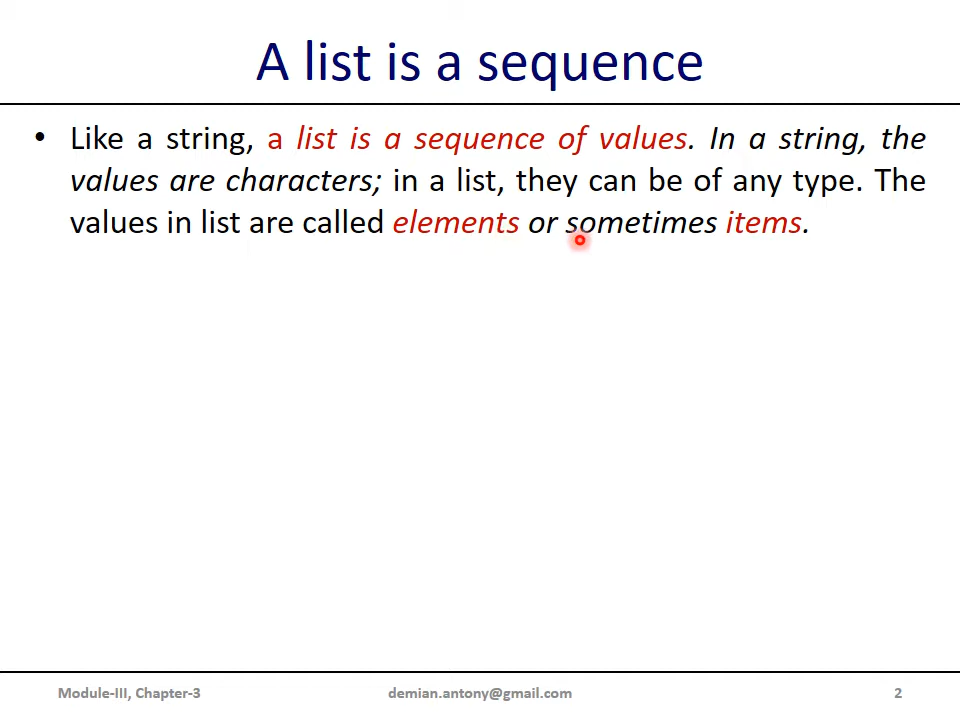 A list is a sequence
• Like a string, a list is a sequence of values. In a string, the
values are characters; in a list, they can be of any type. The
values in list are called elements or sometimes items.
Module-III, Chapter-3 demian.antony@gmail.com 2